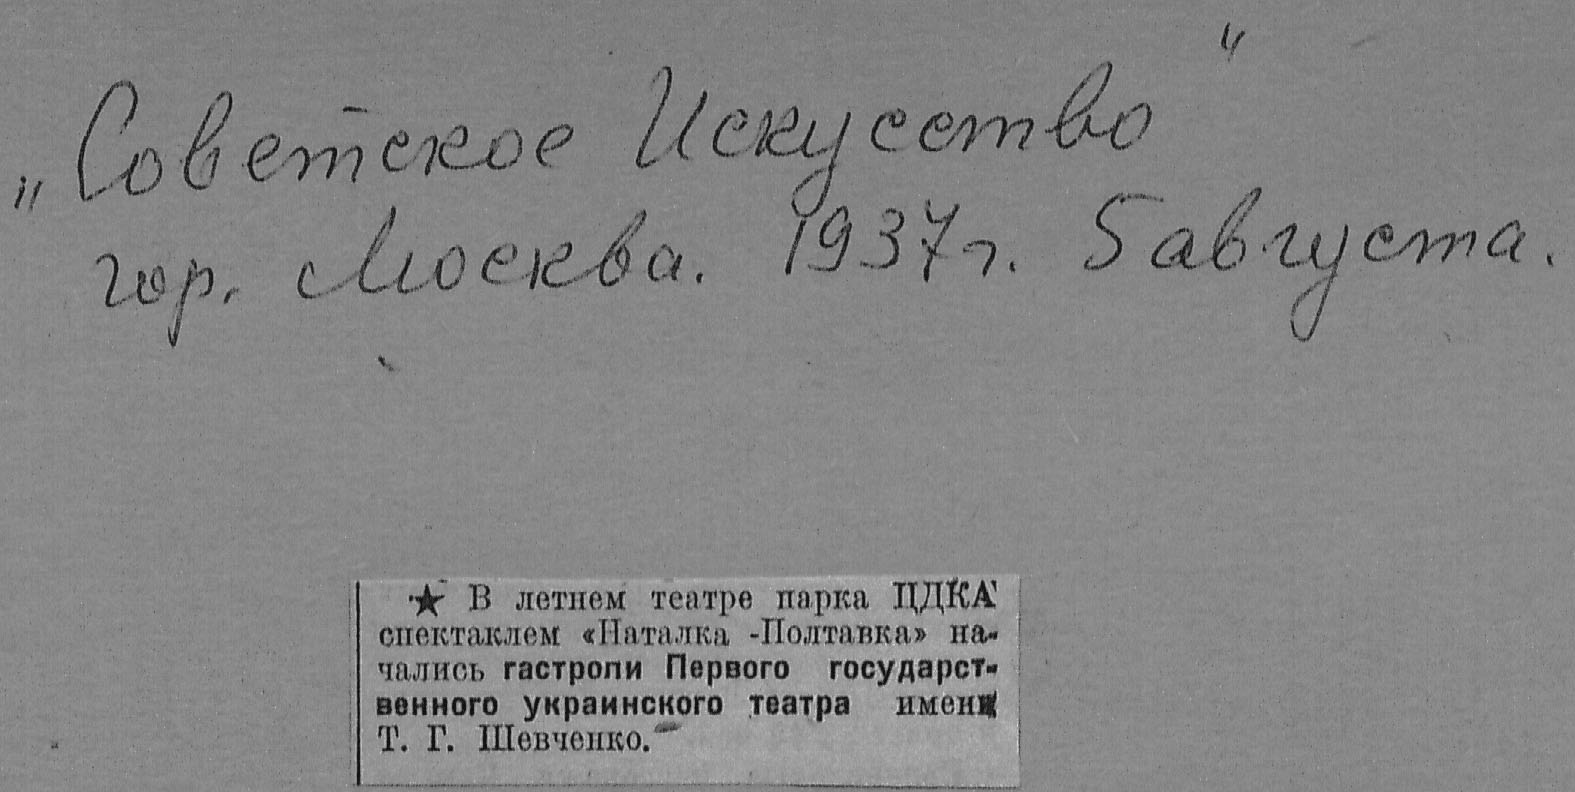 „Советское Искусство"
гор. Москва. 1937г. 5 августа.
★ В летнем театре парка ЦДКА
спектаклем «Наталка -Полтавка» на-
чались гастроли Первого государст-
венного украинского театра имени
Т. Г. Шевченко.